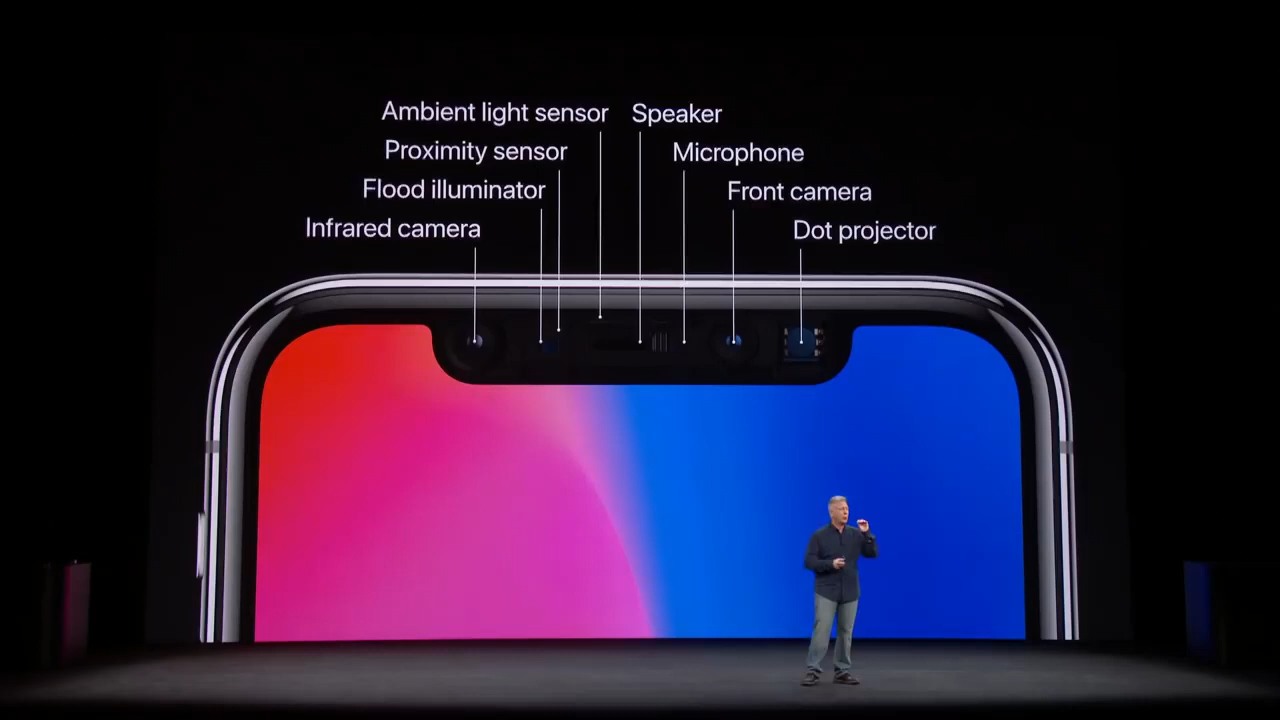 Ambient light sensor
Speaker
Proximity sensor
Microphone
Flood illuminator
Front camera
Infrared camera
Dot projector